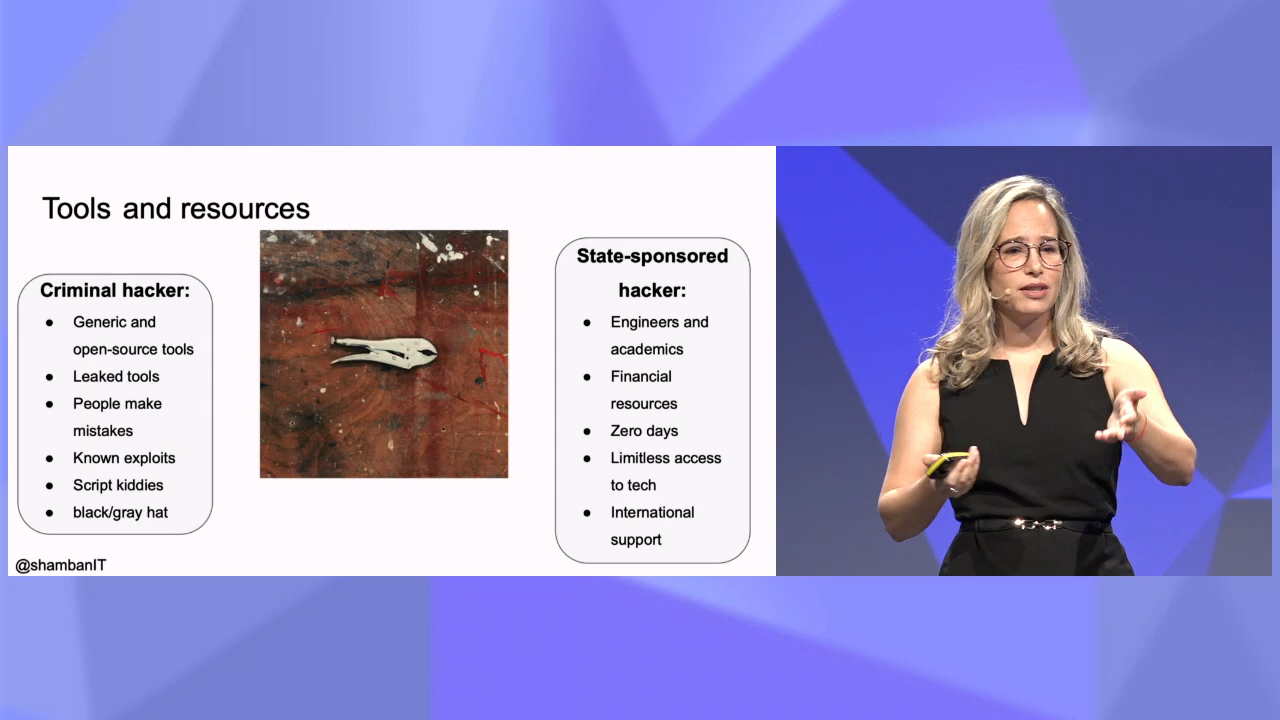 Tools and resources
Criminal hacker:
● Generic and
open-source tools
● Leaked tools
● People make
mistakes
● Known exploits
● Script kiddies
● black/gray hat
State-sponsored
hacker:
● Engineers and
academics
● Financial
resources
● Zero days
● Limitless access
to tech
● International
support
@shambanIT